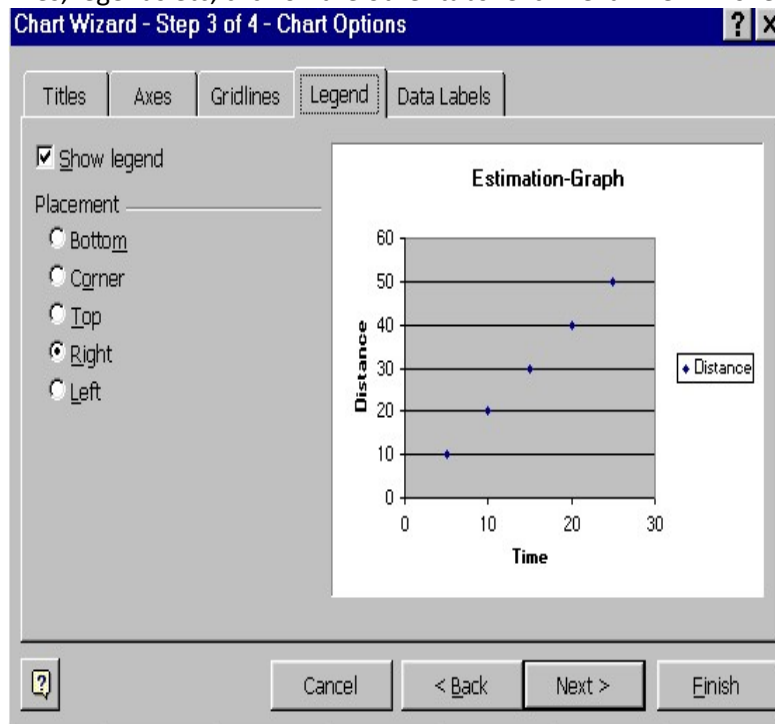 Chart Wizard - Step 3 of 4 - Chart Options
? X
Titles Axes Gridlines Legend Data Labels
Show legend
Placement
Bottom
Corner
Top
Right
Left
Estimation-Graph
60
50
40
30
20
10
0
Distance
0 10 20 30
Time
Distance
?
Cancel < Back Next > Finish